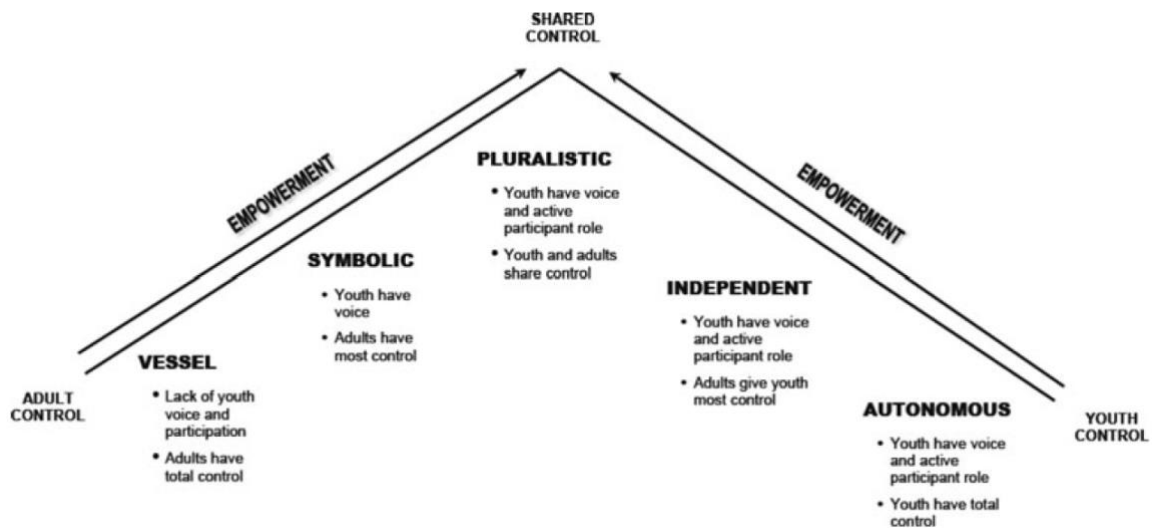 SHARED
CONTROL
EMPOWERMENT
EMPOWERMENT
PLURALISTIC
• Youth have voice
and active
participant role
• Youth and adults
share control
SYMBOLIC
• Youth have
voice
• Adults have
most control
INDEPENDENT
• Youth have voice
and active
participant role
• Adults give youth
most control
VESSEL
• Lack of youth
voice and
participation
• Adults have
total control
ADULT
CONTROL
AUTONOMOUS
• Youth have voice
and active
participant role
• Youth have total
control
YOUTH
CONTROL